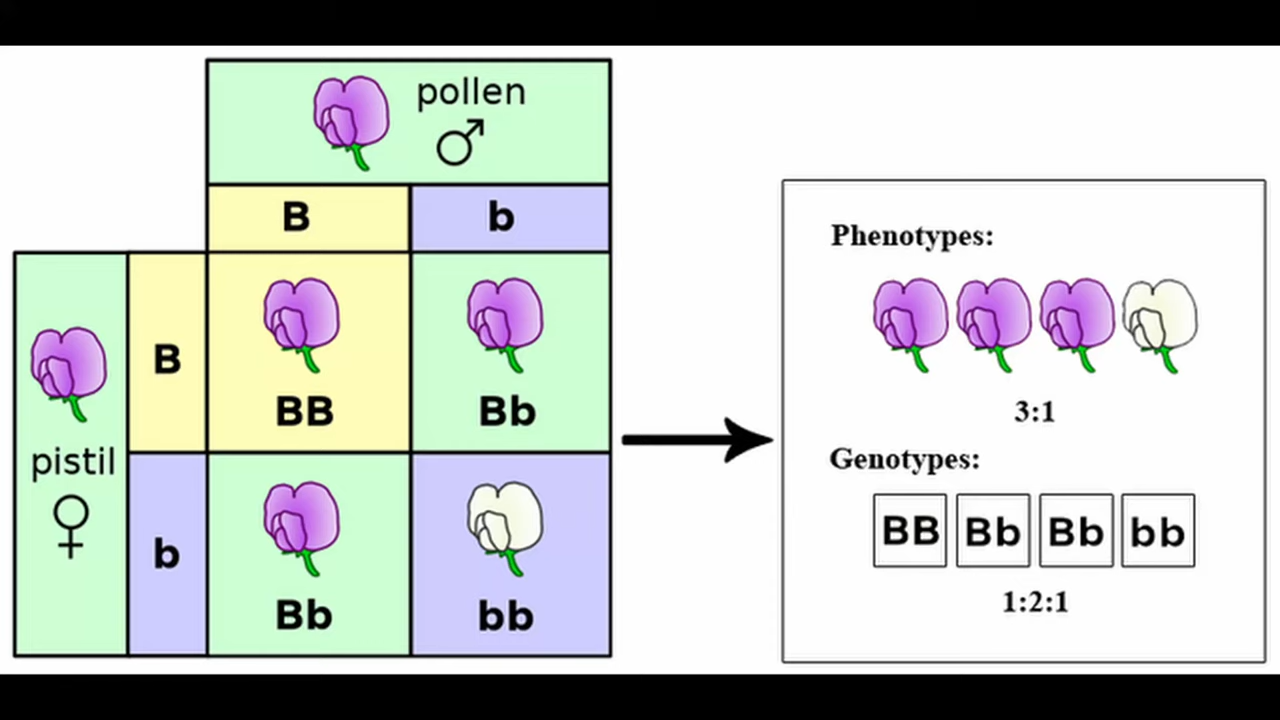 pollen
♂
B b
B
BB Bb
pistil
♀
b
Bb bb
Phenotypes:
3:1
Genotypes:
BB Bb Bb bb
1:2:1